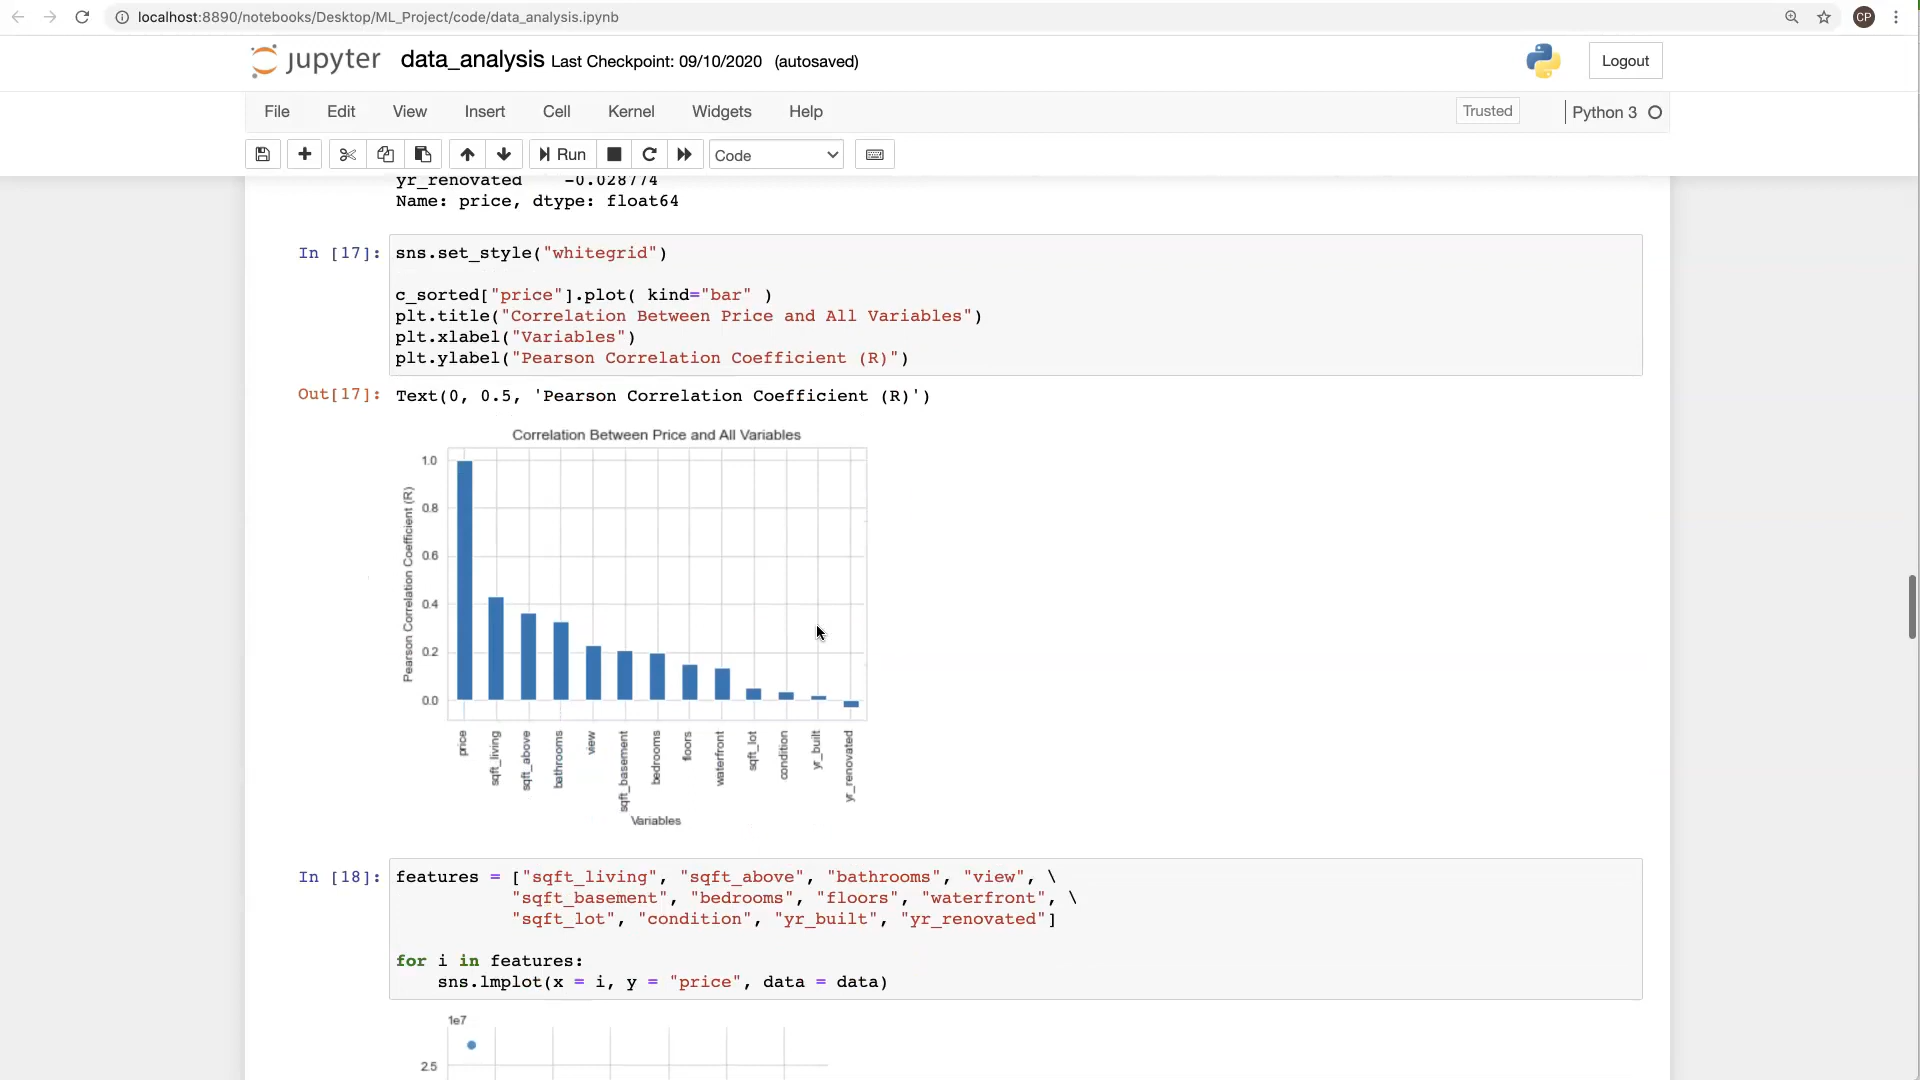 localhost:8890/notebooks/Desktop/ML_Project/code/data_analysis.ipynb
CP
jupyter data_analysis Last Checkpoint: 09/10/2020 (autosaved)
Logout
File Edit View Insert Cell Kernel Widgets Help
Trusted
Python 3
Run
Code
yr_renovated -0.028774
Name: price, dtype: float64
In [17]: sns.set_style("whitegrid")
c_sorted["price"].plot( kind="bar" )
plt.title("Correlation Between Price and All Variables")
plt.xlabel("Variables")
plt.ylabel("Pearson Correlation Coefficient (R)")
Out[17]: Text(0, 0.5, 'Pearson Correlation Coefficient (R)')
Correlation Between Price and All Variables
Pearson Correlation Coefficient (R)
1.0
0.8
0.6
0.4
0.2
0.0
price
sqft_living
sqft_above
bathrooms
view
sqft_basement
bedrooms
floors
waterfront
sqft_lot
condition
yr_built
yr_renovated
Variables
In [18]: features = ["sqft_living", "sqft_above", "bathrooms", "view", \
"sqft_basement", "bedrooms", "floors", "waterfront", \
"sqft_lot", "condition", "yr_built", "yr_renovated"]
for i in features:
sns.lmplot(x = i, y = "price", data = data)
1e7
2.5